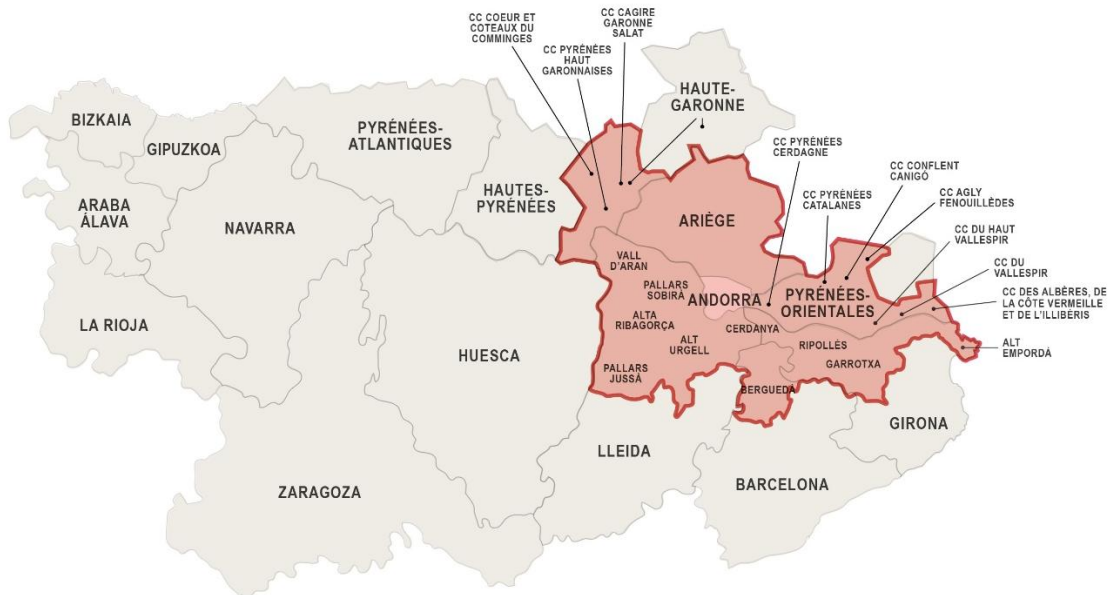 CC COEUR ET
COTEAUX DU
COMMINGES
CC PYRÉNÉES
HAUT
GARONNAISES
CC CAGIRE
GARONNE
SALAT
HAUTE-
GARONNE
BIZKAIA
GIPUZKOA
PYRÉNÉES-
ATLANTIQUES
CC PYRÉNÉES
CERDAGNE
CC CONFLENT
CANIGÓ
HAUTES-
PYRÉNÉES
CC PYRÉNÉES
CATALANES
CC AGLY
FENOUILLÈDES
ARABA
ÁLAVA
NAVARRA
ARIÈGE
CC DU HAUT
VALLESPIR
VALL
D'ARAN
CC DU
VALLESPIR
PALLARS
SOBIRÀ
ANDORRA
PYRÉNÉES-
ORIENTALES
CC DES ALBÈRES, DE
LA CÔTE VERMEILLE
ET DE L'ILLIBÉRIS
LA RIOJA
ALTA
RIBAGORÇA
CERDANYA
HUESCA
ALT
URGELL
RIPOLLÈS
ALT
EMPORDÀ
PALLARS
JUSSÀ
GARROTXA
BERGUEDÀ
GIRONA
LLEIDA
ZARAGOZA
BARCELONA